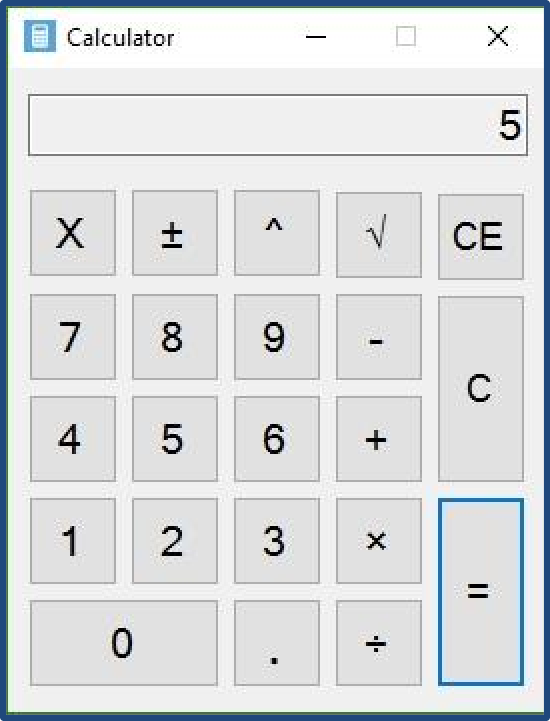 Calculator
5
X ± ^ √ CE
7 8 9 -
C
4 5 6 +
1 2 3 ×
=
0 . ÷